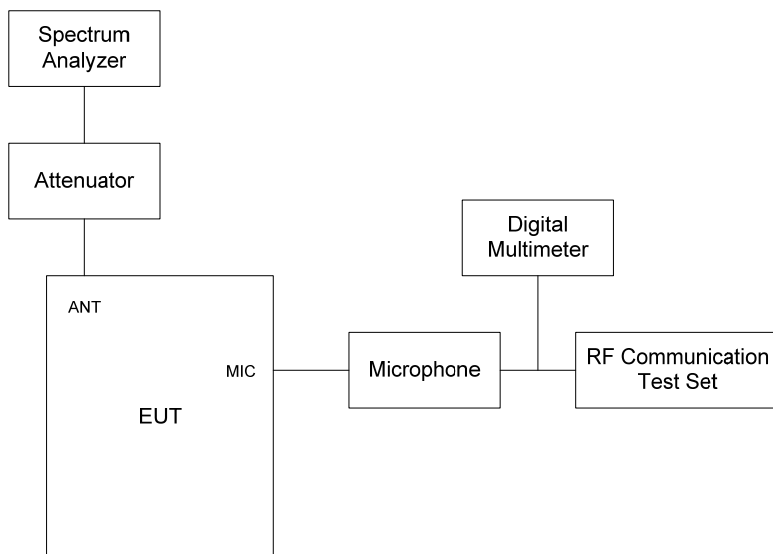 Spectrum
Analyzer
Attenuator
Digital
Multimeter
ANT
MIC
Microphone
RF Communication
Test Set
EUT